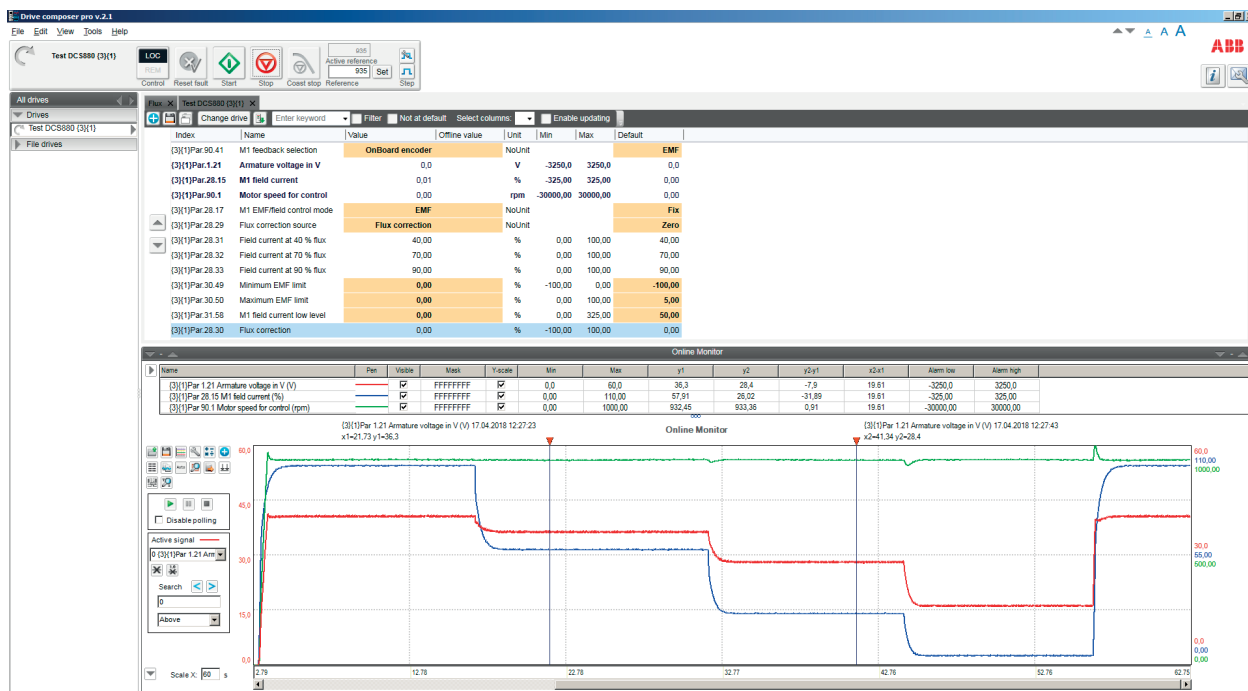 Drive composer pro v.2.1
File Edit View Tools Help
A A A
ABB
Test DCS880 {3}{1}
LOC
REM
Control Reset fault Start Stop Coast stop Reference Step
935
Active reference
935 Set
All drives
Drives
Test DCS880 {3}{1}
File drives
Flux X Test DCS880 {3}{1} X
Change drive Enter keyword Filter Not at default Select columns: Enable updating
Index Name Value Offline value Unit Min Max Default
{3}{1}Par.90.41 M1 feedback selection OnBoard encoder NoUnit EMF
{3}{1}Par.1.21 Armature voltage in V 0,0 V -3250,0 3250,0 0,0
{3}{1}Par.28.15 M1 field current 0,01 % -325,00 325,00 0,00
{3}{1}Par.90.1 Motor speed for control 0,00 rpm -30000,00 30000,00 0,00
{3}{1}Par.28.17 M1 EMF/field control mode EMF NoUnit Fix
{3}{1}Par.28.29 Flux correction source Flux correction NoUnit Zero
{3}{1}Par.28.31 Field current at 40 % flux 40,00 % 0,00 100,00 40,00
{3}{1}Par.28.32 Field current at 70 % flux 70,00 % 0,00 100,00 70,00
{3}{1}Par.28.33 Field current at 90 % flux 90,00 % 0,00 100,00 90,00
{3}{1}Par.30.49 Minimum EMF limit 0,00 % -100,00 0,00 -100,00
{3}{1}Par.30.50 Maximum EMF limit 0,00 % 0,00 100,00 5,00
{3}{1}Par.31.58 M1 field current low level 0,00 % 0,00 325,00 50,00
{3}{1}Par.28.30 Flux correction 0,00 % -100,00 100,00 0,00
Online Monitor
Name Pen Visible Mask Y-scale Min Max y1 y2 y2-y1 x2-x1 Alarm low Alarm high
{3}{1}Par 1.21 Armature voltage in V (V) FFFFFFFF 0,0 60,0 36,3 28,4 -7,9 19.61 -3250,0 3250,0
{3}{1}Par 28.15 M1 field current (%) FFFFFFFF 0,00 110,00 57,91 26,02 -31,89 19.61 -325,00 325,00
{3}{1}Par 90.1 Motor speed for control (rpm) FFFFFFFF 0,00 1000,00 932,45 933,36 0,91 19.61 -30000,00 30000,00
{3}{1}Par 1.21 Armature voltage in V (V) 17.04.2018 12:27:23
x1=21,73 y1=36,3
Online Monitor
{3}{1}Par 1.21 Armature voltage in V (V) 17.04.2018 12:27:43
x2=41,34 y2=28,4
Disable polling
Active signal
0 {3}{1}Par 1.21 Arm
Search < >
0
Above
Scale X: 60 s
60,0
45,0
30,0
15,0
0,0
60,0
110,00
1000,00
30,0
55,00
500,00
0,0
0,00
0,00
2.79 12.78 22.78 32.77 42.76 52.76 62.75